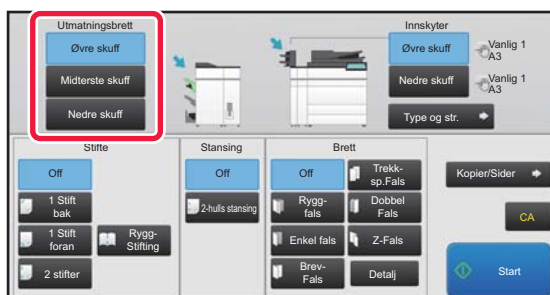 Utmatningsbrett
Øvre skuff
Midterste skuff
Nedre skuff
Innskyter
Øvre skuff
Vanlig 1
A3
Nedre skuff
Vanlig 1
A3
Type og str.
Stifte
Off
1 Stift
bak
1 Stift
foran
2 stifter
Rygg-
Stifting
Stansing
Off
2-hulls stansing
Brett
Off
Trekk-
sp.Fals
Rygg-
fals
Dobbel
Fals
Enkel fals
Z-Fals
Brev-
Fals
Detalj
Kopier/Sider
CA
Start